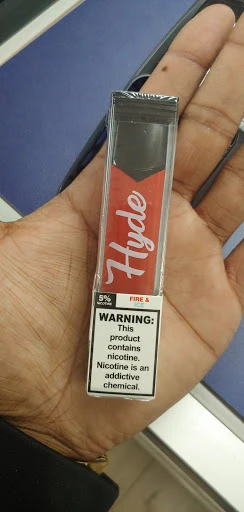 Hyde
5% FIRE &
NICOTINE ICE
WARNING:
This
product
contains
nicotine.
Nicotine is an
addictive
chemical.